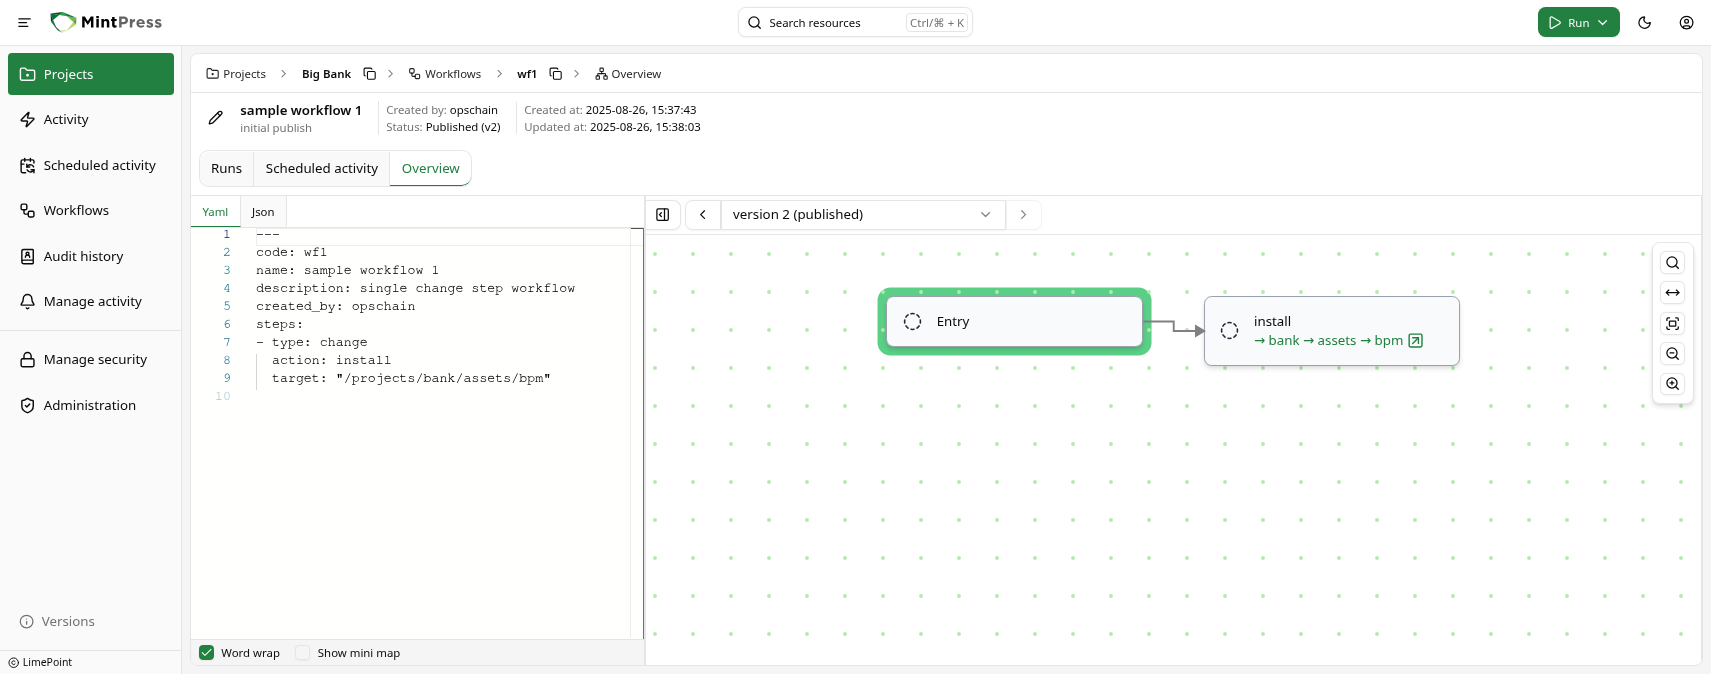 MintPress
Search resources
Ctrl/⌘ + K
Run
Projects
Activity
Scheduled activity
Workflows
Audit history
Manage activity
Manage security
Administration
Versions
© LimePoint
Projects > Big Bank > Workflows > wf1 > Overview
sample workflow 1
initial publish
Created by: opschain
Status: Published (v2)
Created at: 2025-08-26, 15:37:43
Updated at: 2025-08-26, 15:38:03
Runs
Scheduled activity
Overview
Yaml
Json
1 ---
2 code: wf1
3 name: sample workflow 1
4 description: single change step workflow
5 created_by: opschain
6 steps:
7 - type: change
8 action: install
9 target: "/projects/bank/assets/bpm"
10
Word wrap
Show mini map
version 2 (published)
Entry
install
→ bank → assets → bpm